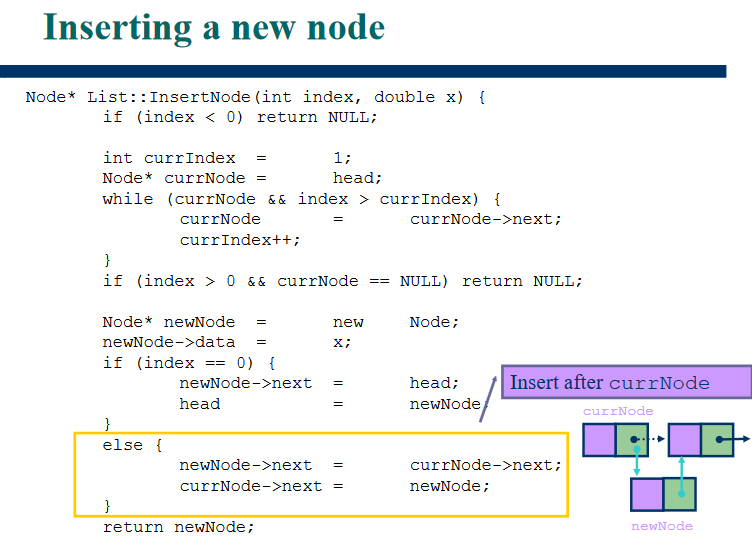 Inserting a new node
Node* List::InsertNode(int index, double x) {
if (index < 0) return NULL;
int currIndex = 1;
Node* currNode = head;
while (currNode && index > currIndex) {
currNode = currNode->next;
currIndex++;
}
if (index > 0 && currNode == NULL) return NULL;
Node* newNode = new Node;
newNode->data = x;
if (index == 0) {
newNode->next = head;
head = newNode
}
else {
newNode->next = currNode->next;
currNode->next = newNode;
}
return newNode;
Insert after currNode
currNode
newNode